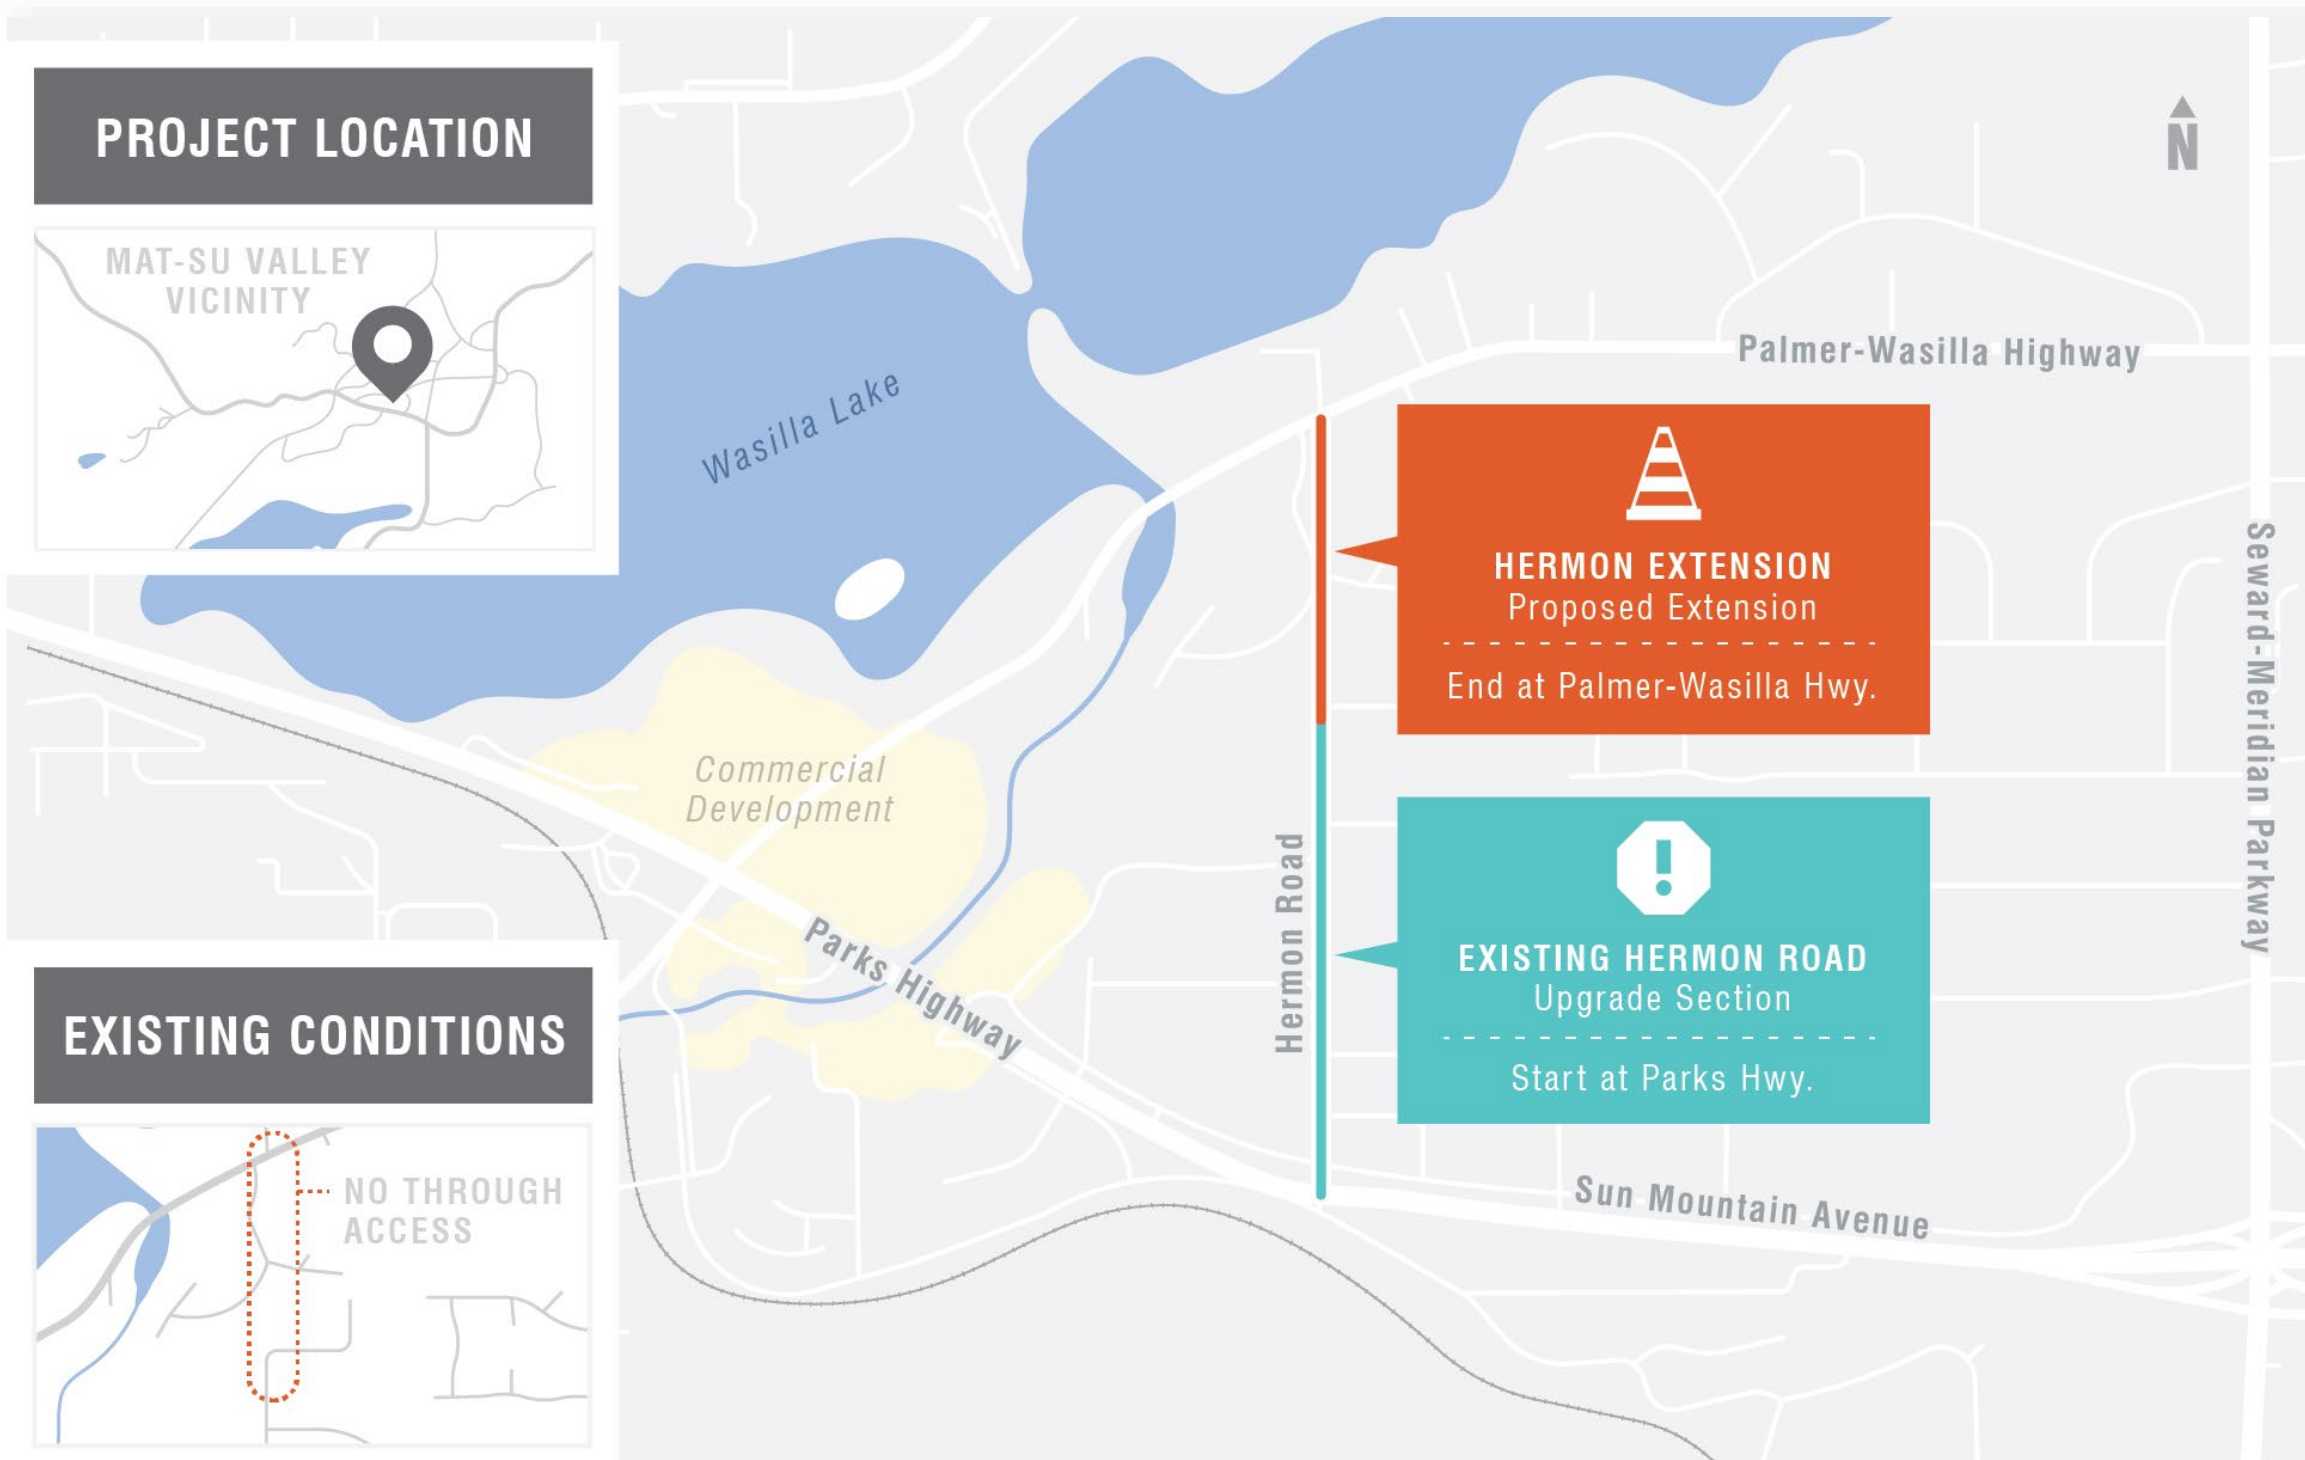 PROJECT LOCATION
MAT-SU VALLEY
VICINITY
N
Wasilla Lake
Palmer-Wasilla Highway
HERMON EXTENSION
Proposed Extension
End at Palmer-Wasilla Hwy.
Seward-Meridian Parkway
Commercial
Development
Hermon Road
EXISTING HERMON ROAD
Upgrade Section
Start at Parks Hwy.
Parks Highway
Sun Mountain Avenue
EXISTING CONDITIONS
NO THROUGH
ACCESS